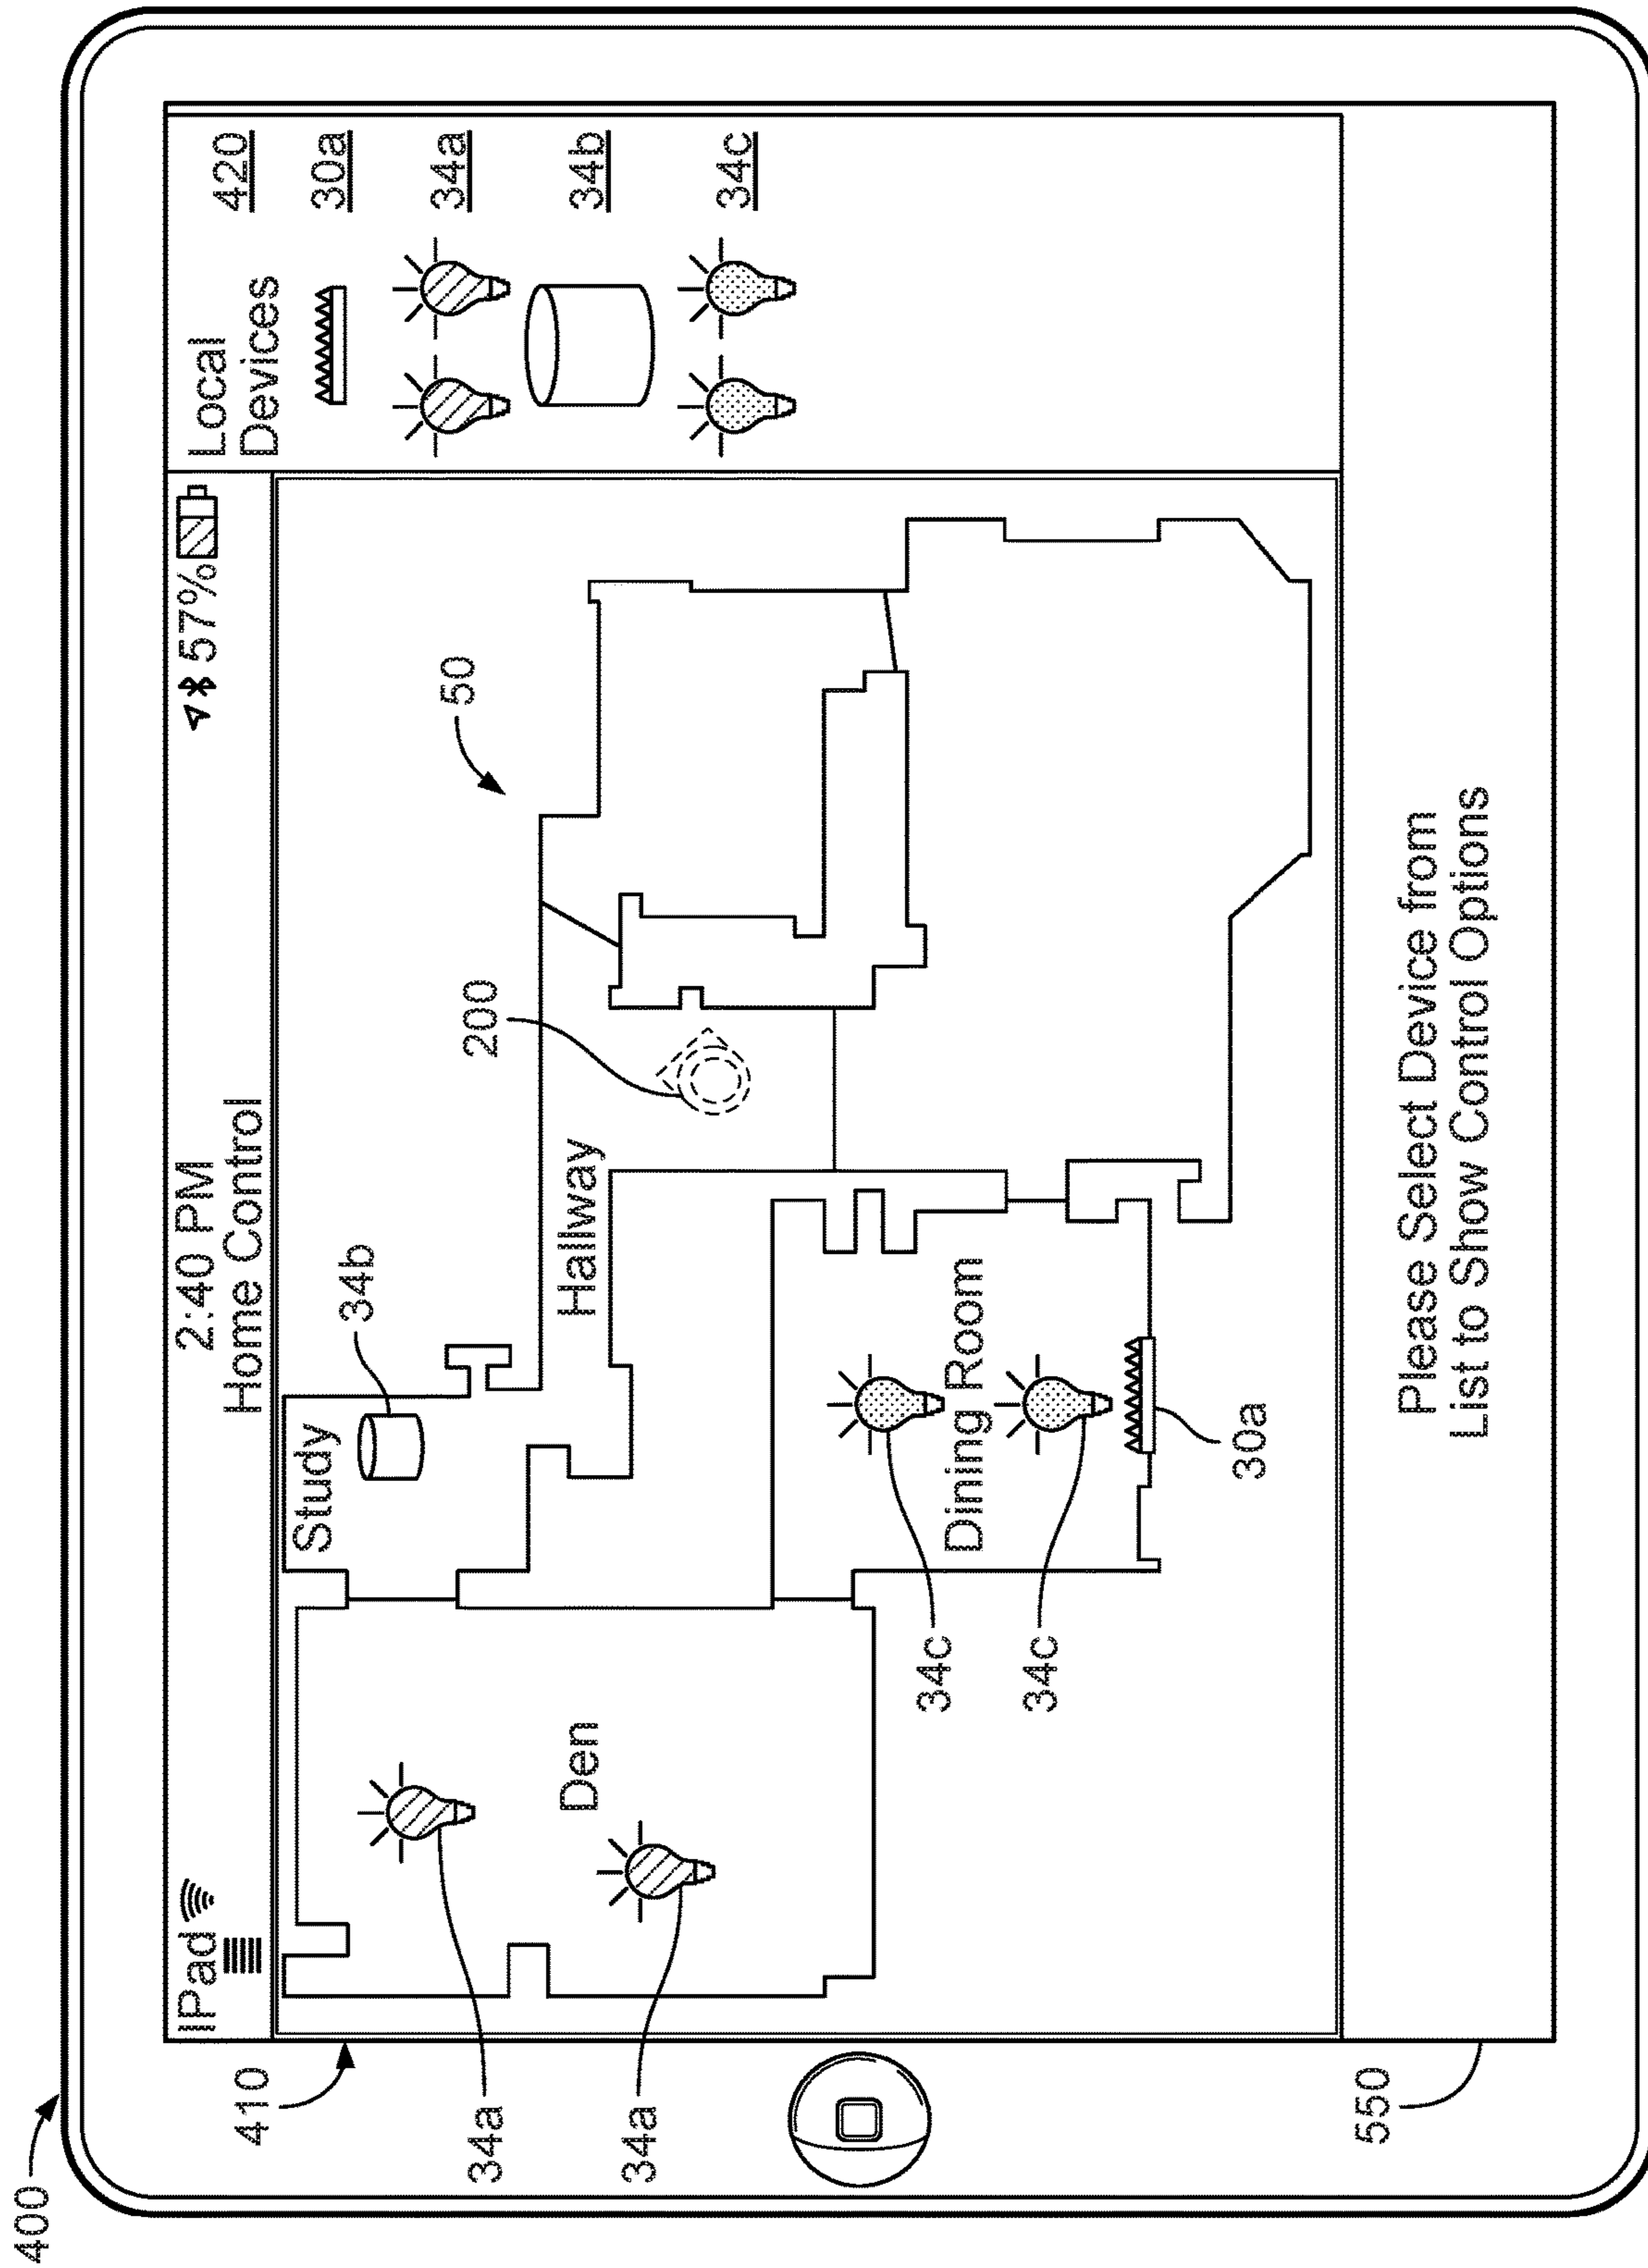 400
410
IPad
2:40 PM
57%
Home Control
Local
Devices
420
30a
34a
34b
34c
Study
34b
50
Hallway
200
Den
34a
34a
Dining Room
34c
34c
30a
550
Please Select Device from
List to Show Control Options